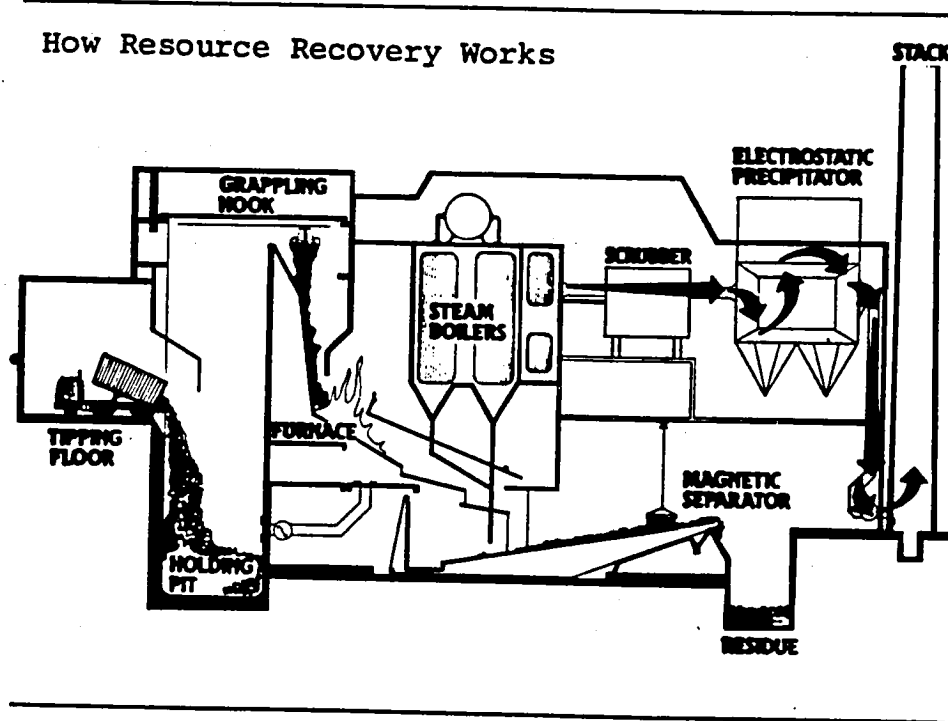 How Resource Recovery Works
STACK
ELECTROSTATIC
PRECIPITATOR
GRAPPLING
HOOK
SCRUBBER
STEAM
BOILERS
FURNACE
TIPPING
FLOOR
MAGNETIC
SEPARATOR
HOLDING
PIT
RESIDUE